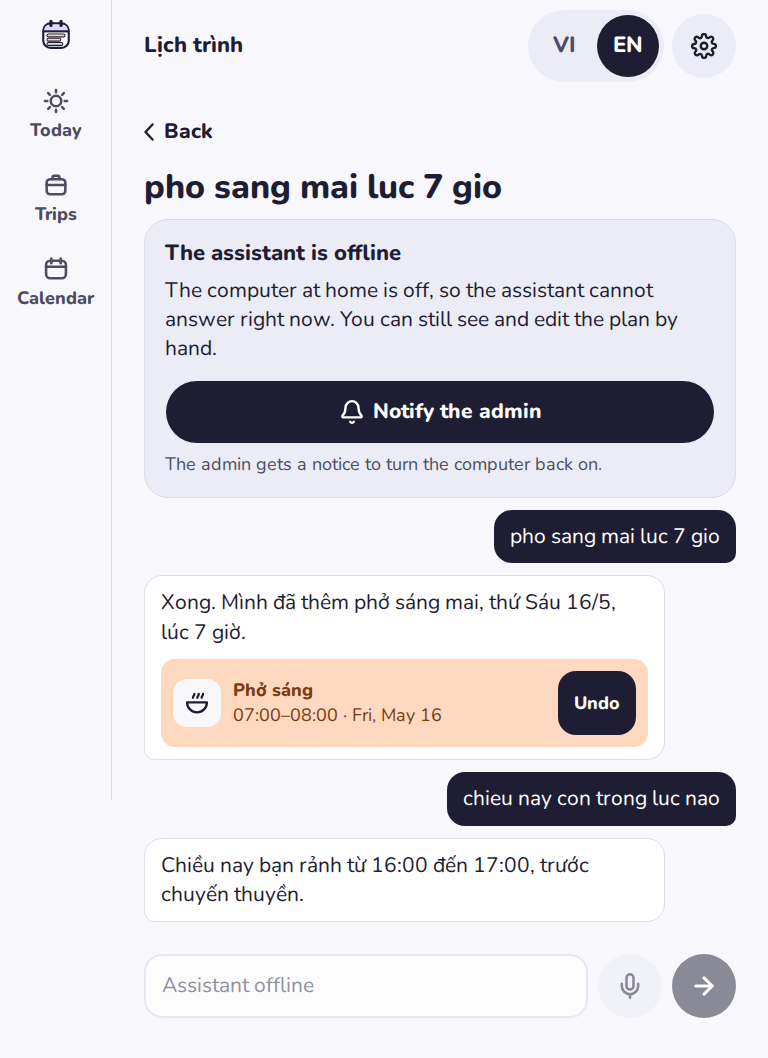 Lịch trình
VI
EN
Today
Trips
Calendar
Back
pho sang mai luc 7 gio
The assistant is offline
The computer at home is off, so the assistant cannot
answer right now. You can still see and edit the plan by
hand.
Notify the admin
The admin gets a notice to turn the computer back on.
pho sang mai luc 7 gio
Xong. Mình đã thêm phở sáng mai, thứ Sáu 16/5,
lúc 7 giờ.
Phở sáng
07:00–08:00 · Fri, May 16
Undo
chieu nay con trong luc nao
Chiều nay bạn rảnh từ 16:00 đến 17:00, trước
chuyến thuyền.
Assistant offline